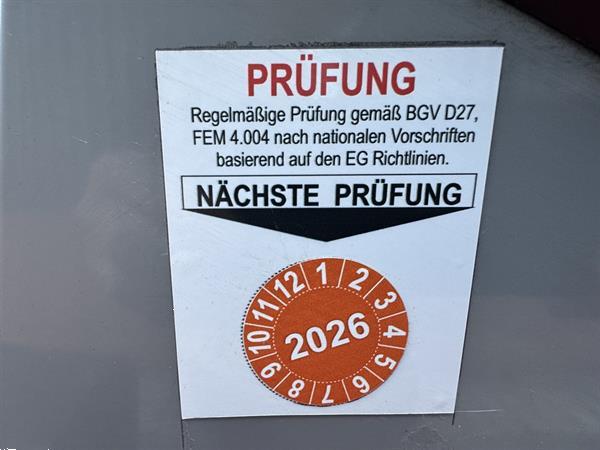 PRÜFUNG
Regelmäßige Prüfung gemäß BGV D27,
FEM 4.004 nach nationalen Vorschriften
basierend auf den EG Richtlinien.
NÄCHSTE PRÜFUNG
1 2 3 4 5 6 7 8 9 10 11 12
2026